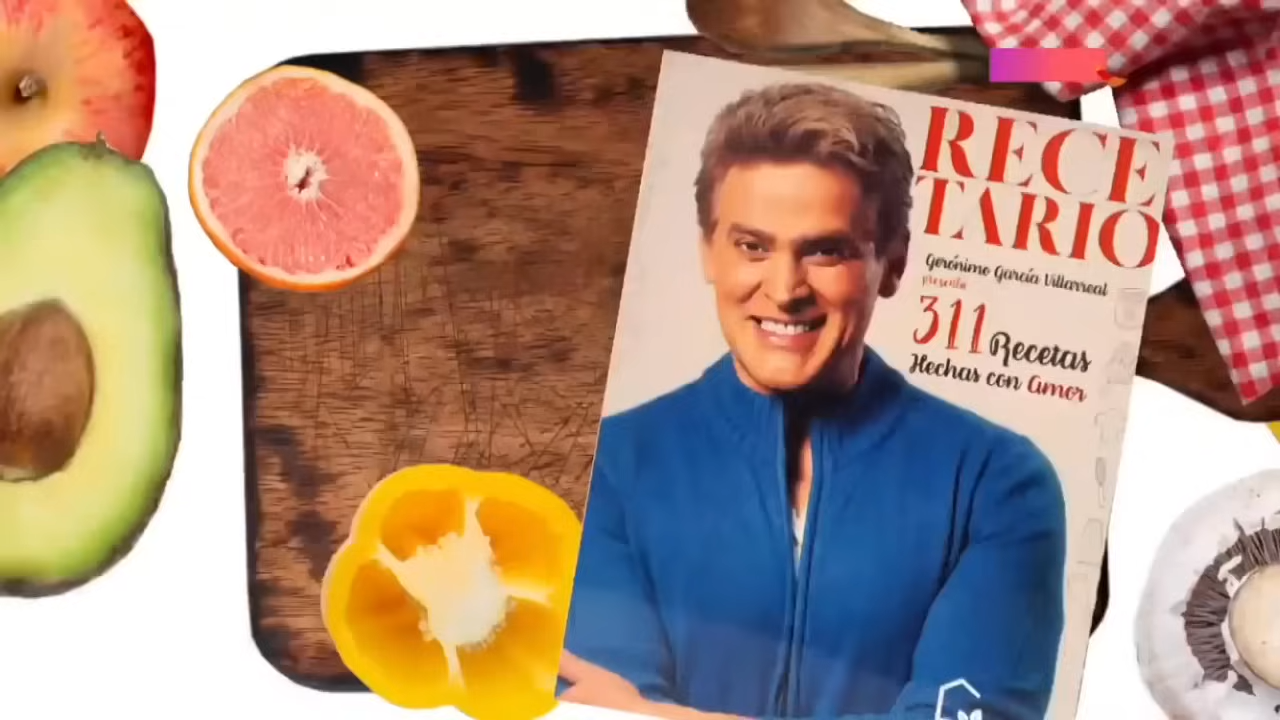 RECE
TARIO
Gerónimo García Villarreal
presenta
311 Recetas
Hechas con amor